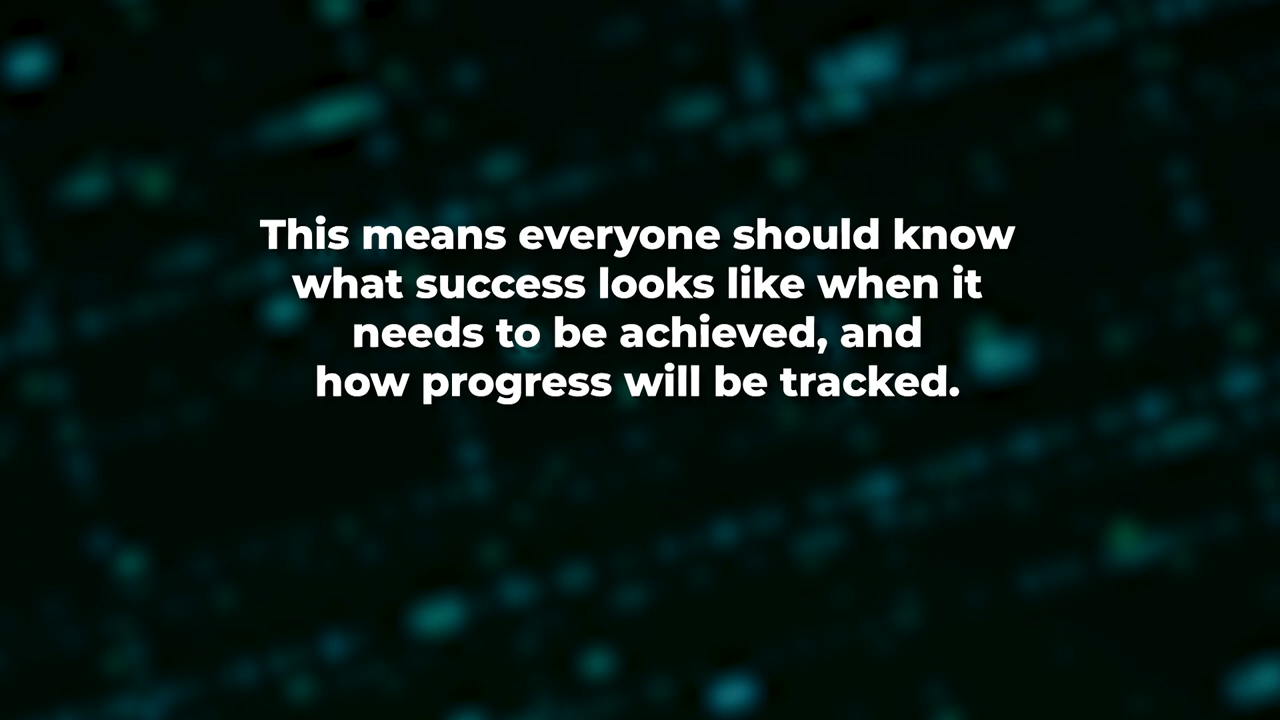 This means everyone should know
what success looks like when it
needs to be achieved, and
how progress will be tracked.